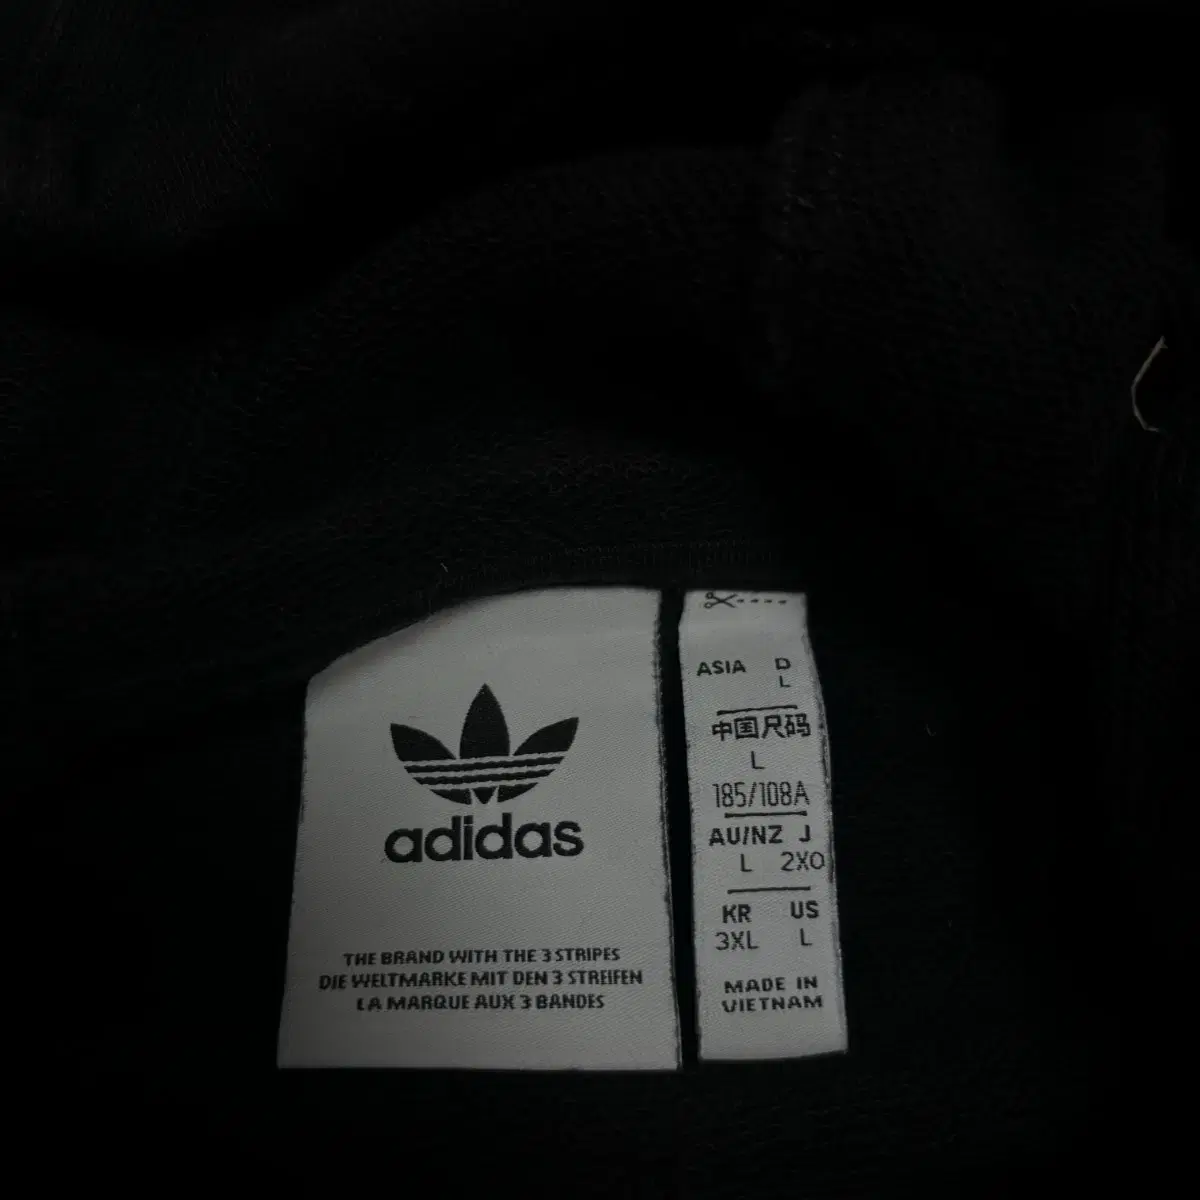 adidas
THE BRAND WITH THE 3 STRIPES
DIE WELTMARKE MIT DEN 3 STREIFEN
LA MARQUE AUX 3 BANDES
ASIA D
L
中国尺码
L
185/108A
AU/NZ J
L 2XO
KR US
3XL L
MADE IN
VIETNAM